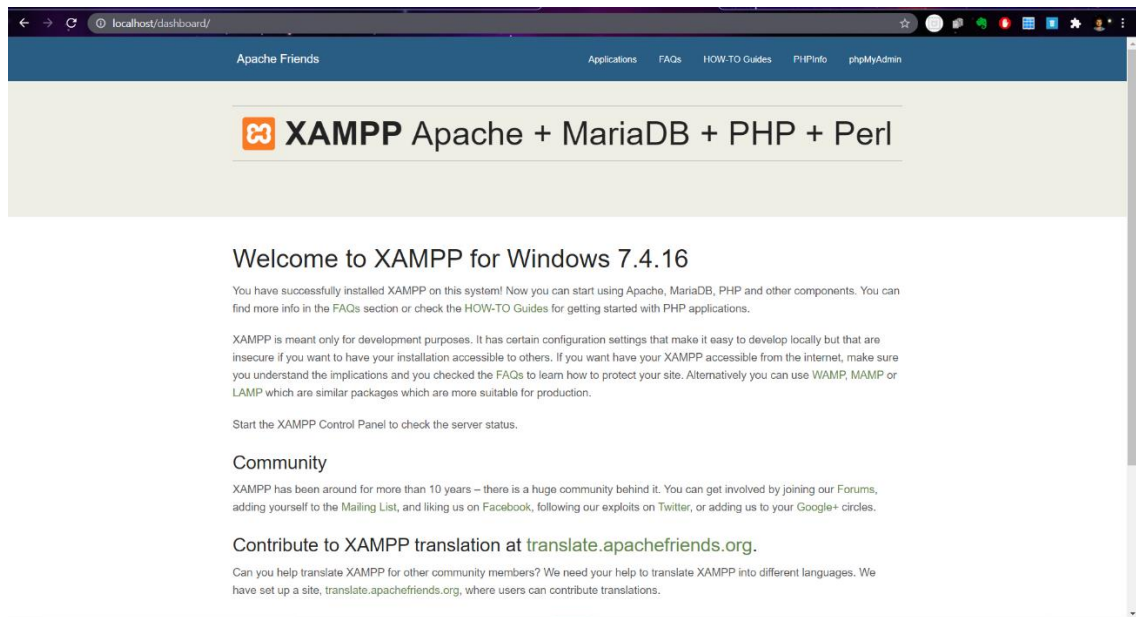 localhost/dashboard/
Apache Friends
Applications FAQs HOW-TO Guides PHPInfo phpMyAdmin
XAMPP Apache + MariaDB + PHP + Perl
Welcome to XAMPP for Windows 7.4.16
You have successfully installed XAMPP on this system! Now you can start using Apache, MariaDB, PHP and other components. You can
find more info in the FAQs section or check the HOW-TO Guides for getting started with PHP applications.
XAMPP is meant only for development purposes. It has certain configuration settings that make it easy to develop locally but that are
insecure if you want to have your installation accessible to others. If you want have your XAMPP accessible from the internet, make sure
you understand the implications and you checked the FAQs to learn how to protect your site. Alternatively you can use WAMP, MAMP or
LAMP which are similar packages which are more suitable for production.
Start the XAMPP Control Panel to check the server status.
Community
XAMPP has been around for more than 10 years – there is a huge community behind it. You can get involved by joining our Forums,
adding yourself to the Mailing List, and liking us on Facebook, following our exploits on Twitter, or adding us to your Google+ circles.
Contribute to XAMPP translation at translate.apachefriends.org.
Can you help translate XAMPP for other community members? We need your help to translate XAMPP into different languages. We
have set up a site, translate.apachefriends.org, where users can contribute translations.